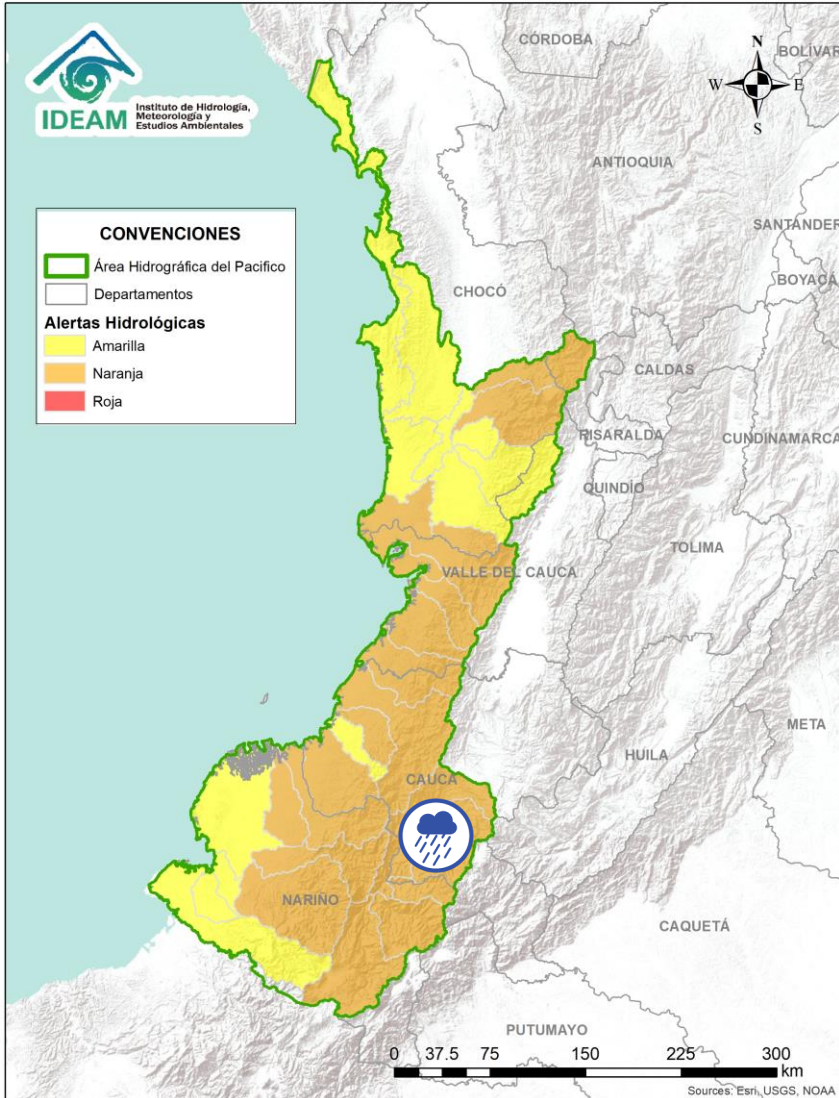 IDEAM
Instituto de Hidrología,
Meteorología y
Estudios Ambientales
CÓRDOBA
BOLÍVAR
N
W
E
S
ANTIOQUIA
SANTANDER
BOYACÁ
CONVENCIONES
Área Hidrográfica del Pacifico
Departamentos
Alertas Hidrológicas
Amarilla
Naranja
Roja
CHOCÓ
CALDAS
RISARALDA
CUNDINAMARCA
QUINDÍO
TOLIMA
VALLE DEL CAUCA
META
HUILA
CAUCA
NARIÑO
CAQUETÁ
PUTUMAYO
0 37.5 75 150 225 300
km
Sources: Esri, USGS, NOAA